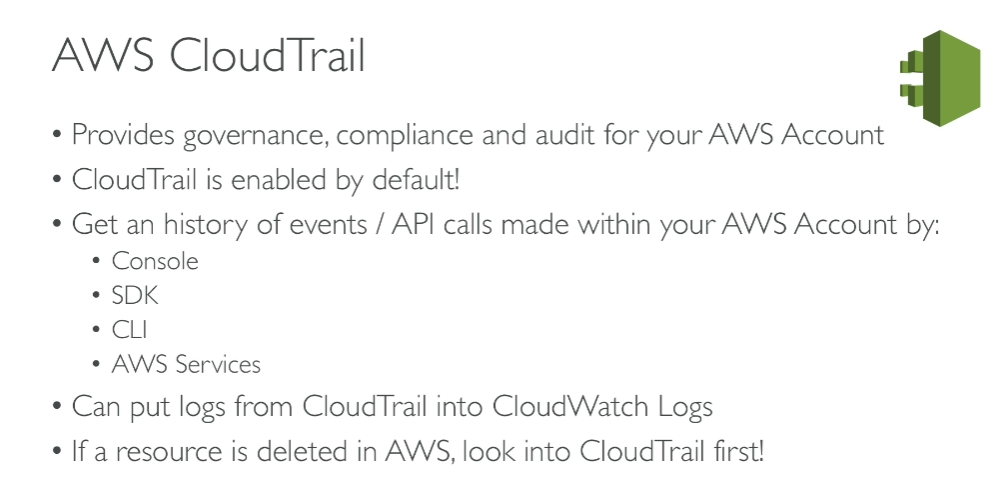 AWS CloudTrail
• Provides governance, compliance and audit for your AWS Account
• CloudTrail is enabled by default!
• Get an history of events / API calls made within your AWS Account by:
• Console
• SDK
• CLI
• AWS Services
• Can put logs from CloudTrail into CloudWatch Logs
• If a resource is deleted in AWS, look into CloudTrail first!